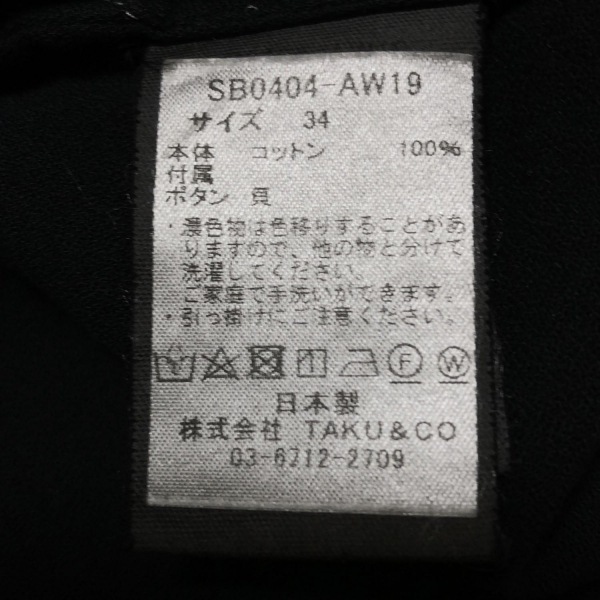 SB0404-AW19
サイズ 34
本体 コットン 100%
付属
ボタン 貝
・濃色物は色移りすることがあ
りますので、他の物と分けて
洗濯してください。
ご家庭で手洗いができます。
・引っ掛けにご注意ください。
F W
日本製
株式会社 TAKU&CO
03-6712-2709